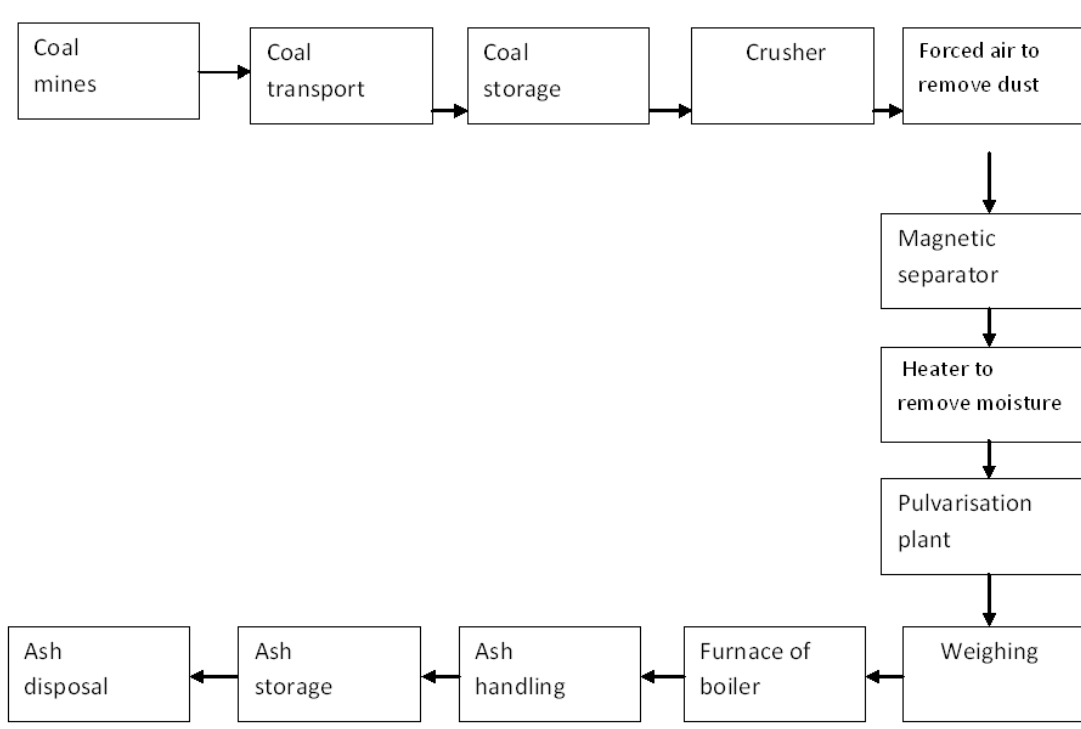 Coal
mines
Coal
transport
Coal
storage
Crusher
Forced air to
remove dust
Magnetic
separator
Heater to
remove moisture
Pulvarisation
plant
Weighing
Furnace of
boiler
Ash
handling
Ash
storage
Ash
disposal